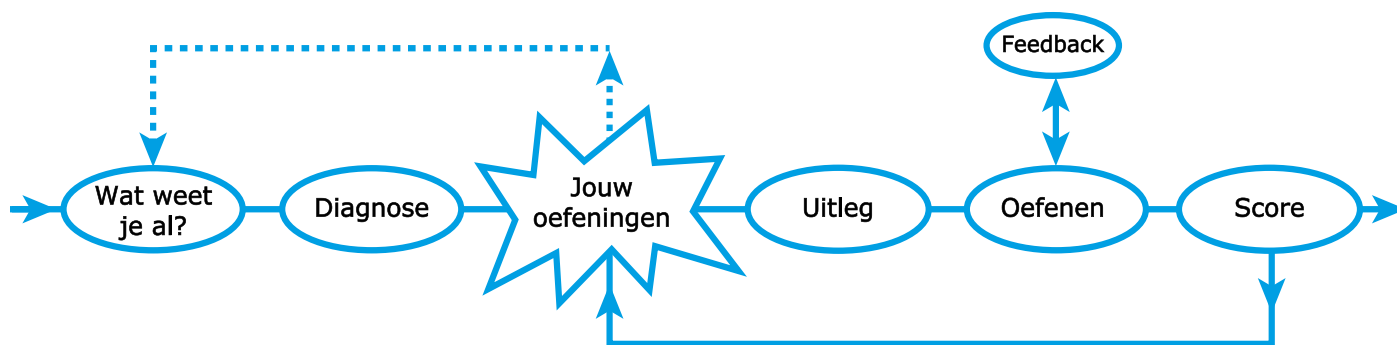 Feedback
Wat weet
je al?
Diagnose
Jouw
oefeningen
Uitleg
Oefenen
Score